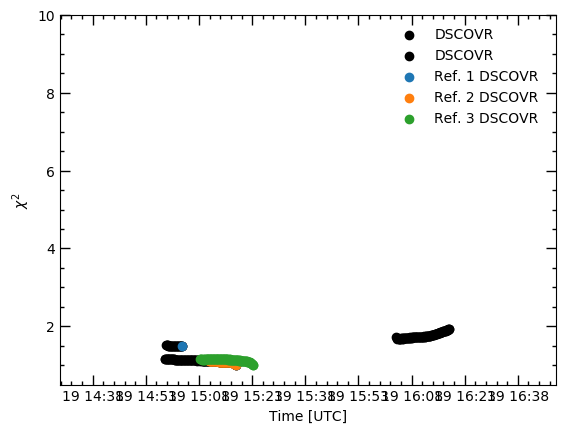 10
8
6
4
2
χ²
DSCOVR
DSCOVR
Ref. 1 DSCOVR
Ref. 2 DSCOVR
Ref. 3 DSCOVR
19 14:38 19 14:53 19 15:08 19 15:23 19 15:38 19 15:53 19 16:08 19 16:23 19 16:38
Time [UTC]